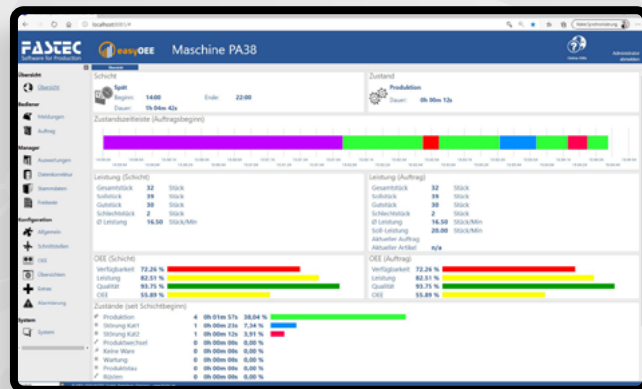 localhost
FASTEC
Software for Production
easyOEE
Maschine PA38
Online-Hilfe
Administrator
abmelden
Übersicht
Übersicht
Bediener
Meldungen
Auftrag
Manager
Auswertungen
Datenkorrektur
Stammdaten
Freitexte
Konfiguration
Allgemein
Schnittstellen
OEE
Übersichten
Extras
Alarmierung
System
System
Übersicht
Schicht
Spät
Beginn: 14:00 Ende: 22:00
Dauer: 1h 04m 42s
Zustand
Produktion
Dauer: 0h 00m 12s
Zustandszeitleiste (Auftragsbeginn)
Leistung (Schicht)
Gesamtstück 32 Stück
Sollstück 39 Stück
Gutstück 30 Stück
Schlechtstück 2 Stück
Ø Leistung 16.50 Stück/Min
Leistung (Auftrag)
Gesamtstück 32 Stück
Sollstück 39 Stück
Gutstück 30 Stück
Schlechtstück 2 Stück
Ø Leistung 16.50 Stück/Min
Soll-Leistung 20.00 Stück/Min
Aktueller Auftrag
Aktueller Artikel n/a
OEE (Schicht)
Verfügbarkeit 72.26 %
Leistung 82.51 %
Qualität 93.75 %
OEE 55.89 %
OEE (Auftrag)
Verfügbarkeit 72.26 %
Leistung 82.51 %
Qualität 93.75 %
OEE 55.89 %
Zustände (seit Schichtbeginn)
Produktion 4 0h 01m 57s 38,04 %
Störung Kat1 1 0h 00m 23s 7,34 %
Störung Kat2 1 0h 00m 12s 3,91 %
Produktwechsel 0 0h 00m 00s 0,00 %
Keine Ware 0 0h 00m 00s 0,00 %
Wartung 0 0h 00m 00s 0,00 %
Produktstau 0 0h 00m 00s 0,00 %
Rüsten 0 0h 00m 00s 0,00 %